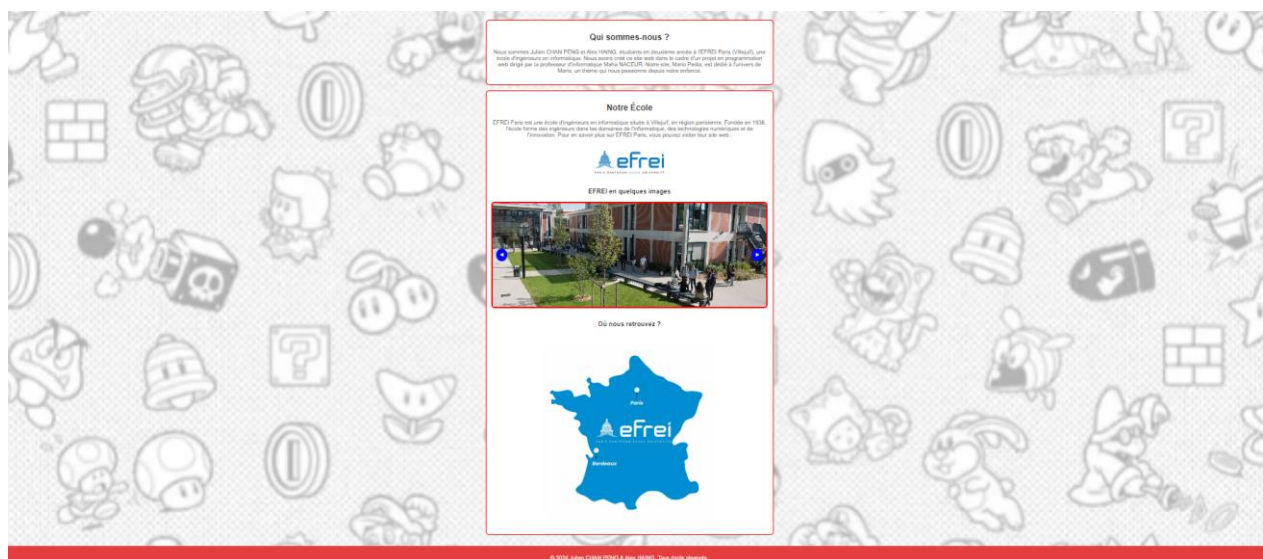 Qui sommes-nous ?
Nous sommes Julien CHAN PENG et Alex HAING, étudiants en deuxième année à l'EFREI Paris (Villejuif), une
école d'ingénieurs en informatique. Nous avons créé ce site web dans le cadre d'un projet en programmation
web dirigé par la professeur d'informatique Maha NACEUR. Notre site, Mario Pedia, est dédié à l'univers de
Mario, un thème qui nous passionne depuis notre enfance.
Notre École
EFREI Paris est une école d'ingénieurs en informatique située à Villejuif, en région parisienne. Fondée en 1936,
l'école forme des ingénieurs dans les domaines de l'informatique, des technologies numériques et de
l'innovation. Pour en savoir plus sur EFREI Paris, vous pouvez visiter leur site web .
efrei
EFREI en quelques images
Où nous retrouvez ?
Paris
efrei
Bordeaux
© 2024 Julien CHAN PENG & Alex HAING. Tous droits réservés.